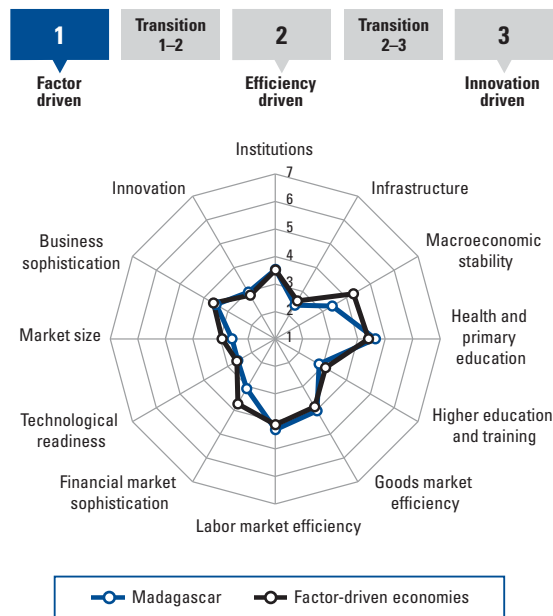 1
Transition
1–2
2
Transition
2–3
3
Factor
driven
Efficiency
driven
Innovation
driven
Institutions
Infrastructure
Macroeconomic
stability
Health and
primary
education
Higher education
and training
Goods market
efficiency
Labor market efficiency
Financial market
sophistication
Technological
readiness
Market size
Business
sophistication
Innovation
7
6
5
4
3
2
1
Madagascar
Factor-driven economies